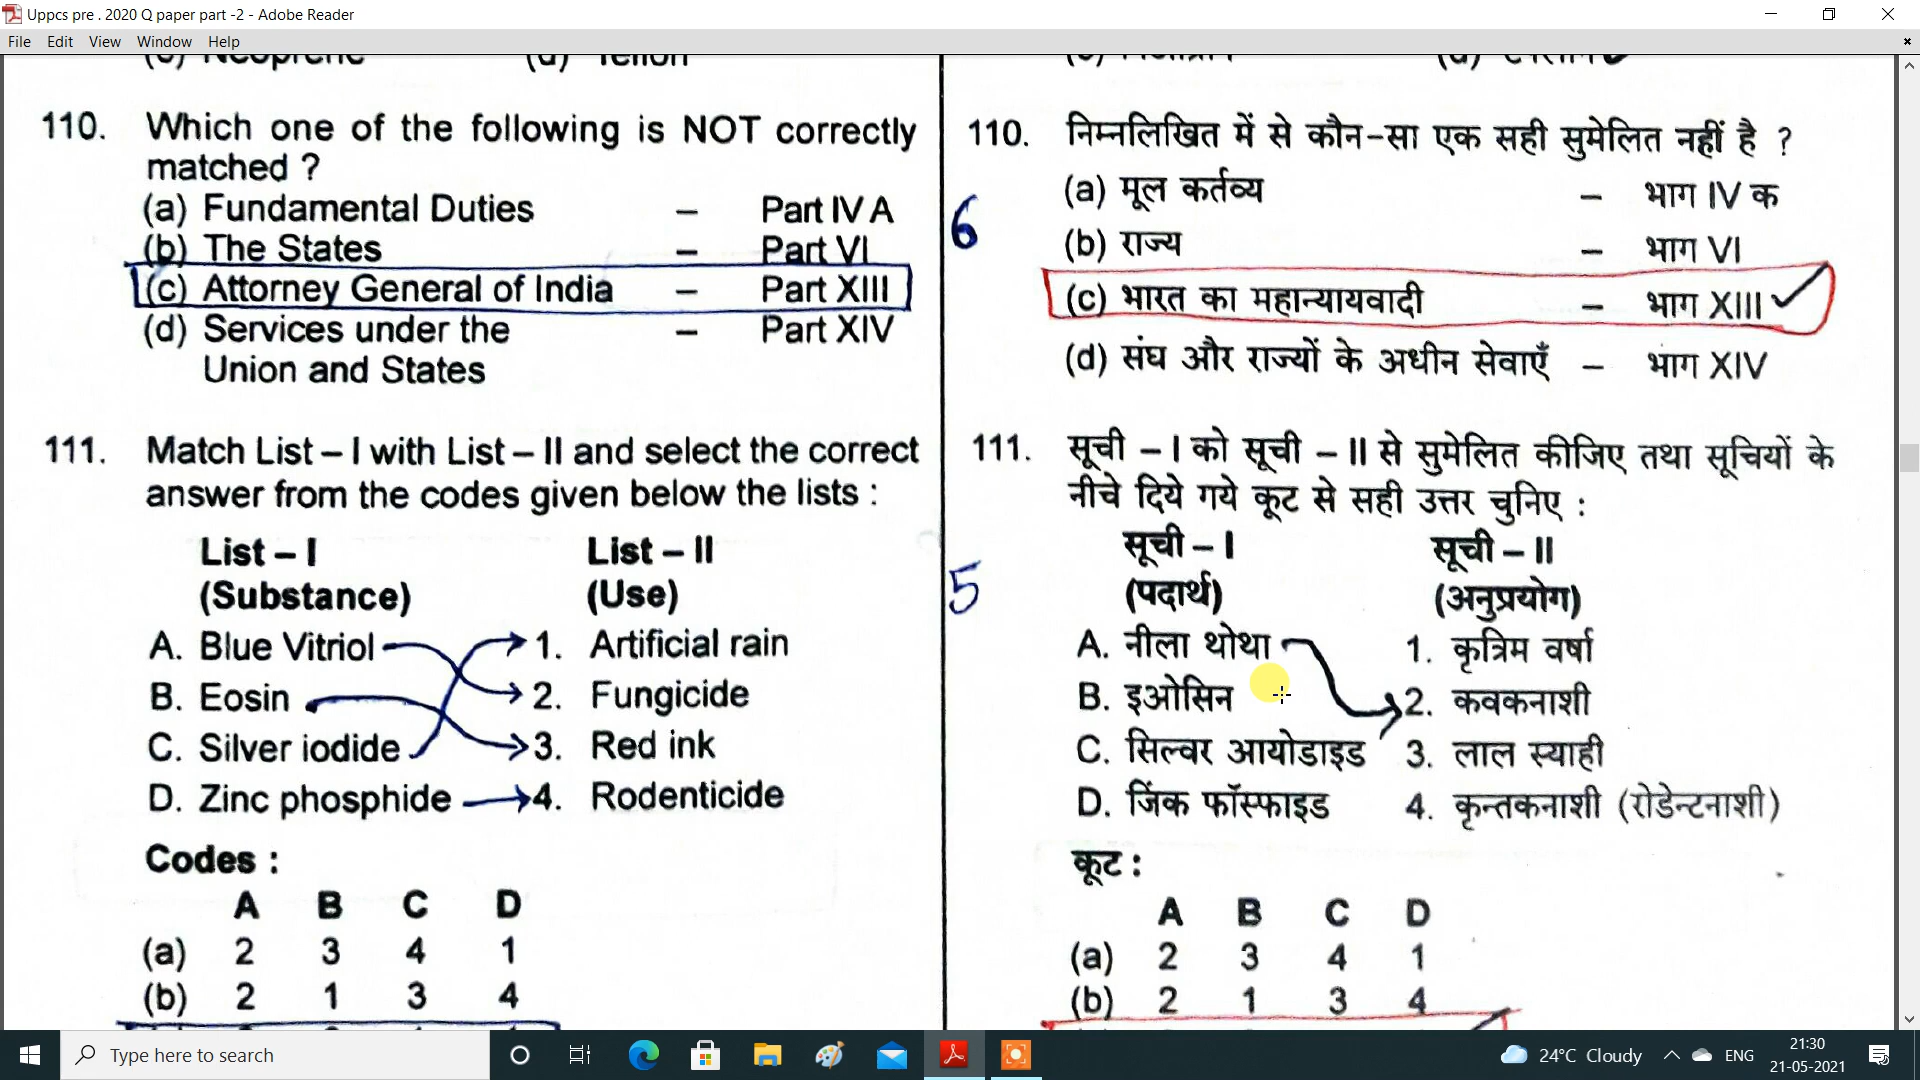 Uppcs pre . 2020 Q paper part -2 - Adobe Reader
File Edit View Window Help
110. Which one of the following is NOT correctly
matched ?
(a) Fundamental Duties – Part IV A
(b) The States – Part VI
(c) Attorney General of India – Part XIII
(d) Services under the – Part XIV
Union and States
111. Match List – I with List – II and select the correct
answer from the codes given below the lists :
List – I List – II
(Substance) (Use)
A. Blue Vitriol 1. Artificial rain
B. Eosin 2. Fungicide
C. Silver iodide 3. Red ink
D. Zinc phosphide 4. Rodenticide
Codes :
A B C D
(a) 2 3 4 1
(b) 2 1 3 4
6
5
110. निम्नलिखित में से कौन-सा एक सही सुमेलित नहीं है ?
(a) मूल कर्तव्य – भाग IV क
(b) राज्य – भाग VI
(c) भारत का महान्यायवादी – भाग XIII
(d) संघ और राज्यों के अधीन सेवाएँ – भाग XIV
111. सूची – I को सूची – II से सुमेलित कीजिए तथा सूचियों के
नीचे दिये गये कूट से सही उत्तर चुनिए :
सूची – I सूची – II
(पदार्थ) (अनुप्रयोग)
A. नीला थोथा 1. कृत्रिम वर्षा
B. इओसिन 2. कवकनाशी
C. सिल्वर आयोडाइड 3. लाल स्याही
D. जिंक फॉस्फाइड 4. कृन्तकनाशी (रोडेन्टनाशी)
कूट :
A B C D
(a) 2 3 4 1
(b) 2 1 3 4
Type here to search
24°C Cloudy
ENG
21:30
21-05-2021